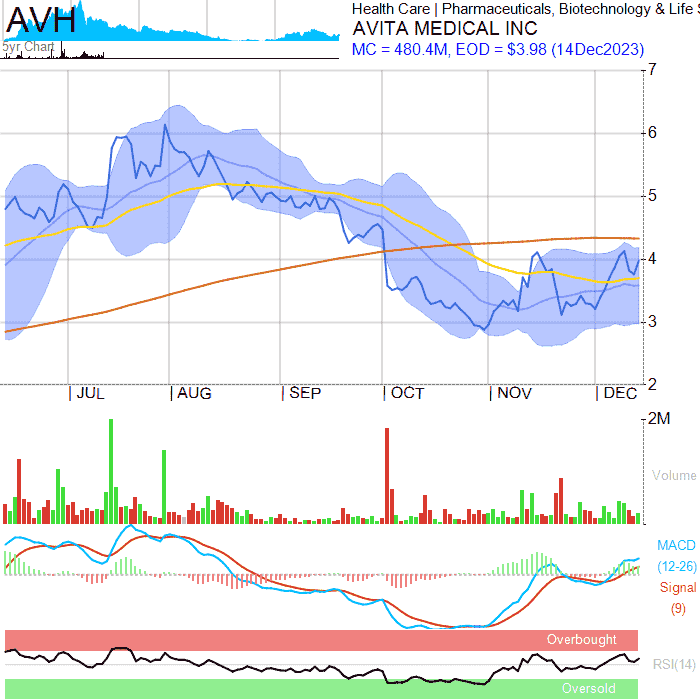 AVH
5yr Chart
Health Care | Pharmaceuticals, Biotechnology & Life S
AVITA MEDICAL INC
MC = 480.4M, EOD = $3.98 (14Dec2023)
7
6
5
4
3
2
JUL AUG SEP OCT NOV DEC
2M
Volume
MACD
(12-26)
Signal
(9)
Overbought
RSI(14)
Oversold